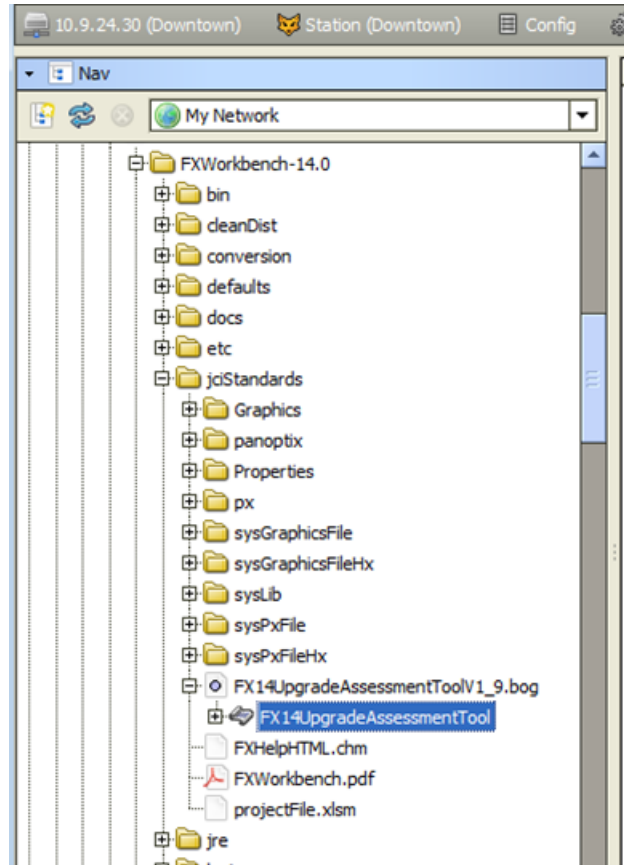 10.9.24.30 (Downtown) Station (Downtown) Config
Nav
My Network
FXWorkbench-14.0
bin
cleanDist
conversion
defaults
docs
etc
jciStandards
Graphics
panoptix
Properties
px
sysGraphicsFile
sysGraphicsFileHx
sysLib
sysPxFile
sysPxFileHx
FX14UpgradeAssessmentToolV1_9.bog
FX14UpgradeAssessmentTool
FXHelpHTML.chm
FXWorkbench.pdf
projectFile.xlsm
jre